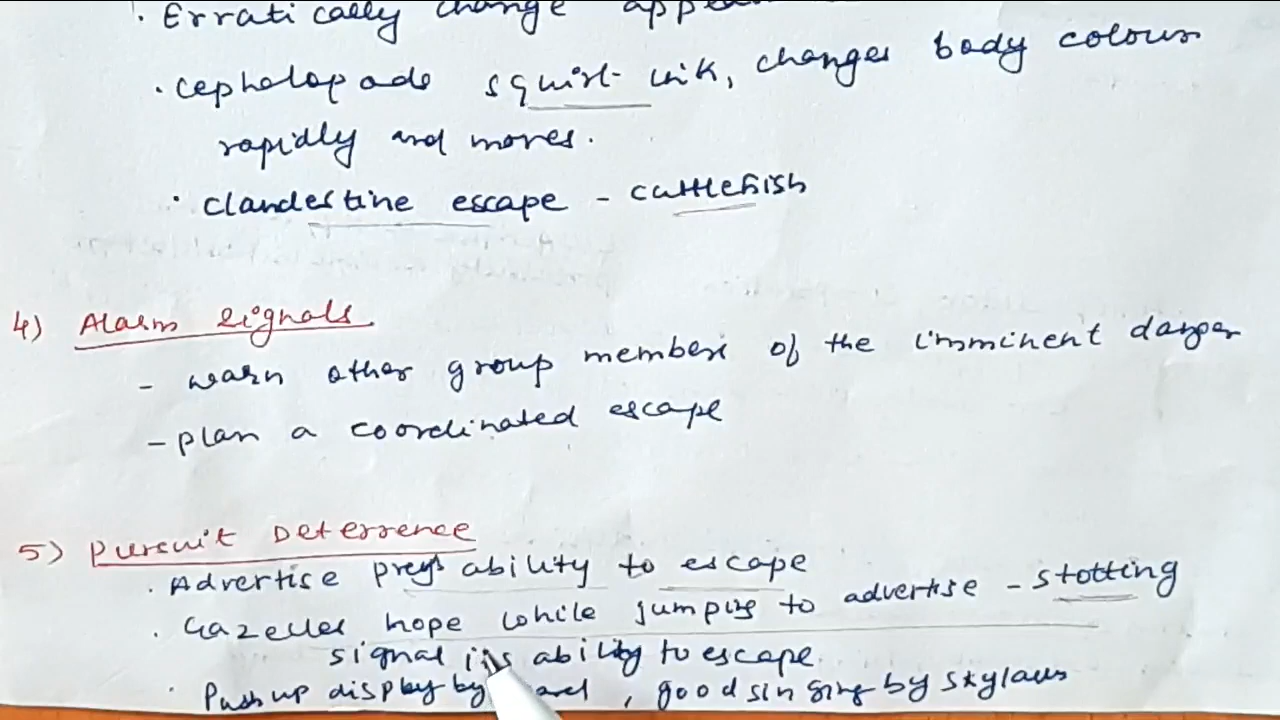 . Erratically change
. cephalopods squirt ink, changes body colour
rapidly and moves.
. clandestine escape - cuttlefish
4) Alarm signals.
- warn other group members of the imminent danger
- plan a coordinated escape
5) Pursuit Deterrence
. Advertise prey's ability to escape
. Gazelles hope while jumping to advertise - stotting
signal its ability to escape.
. Push up display by , good singing by skylarks